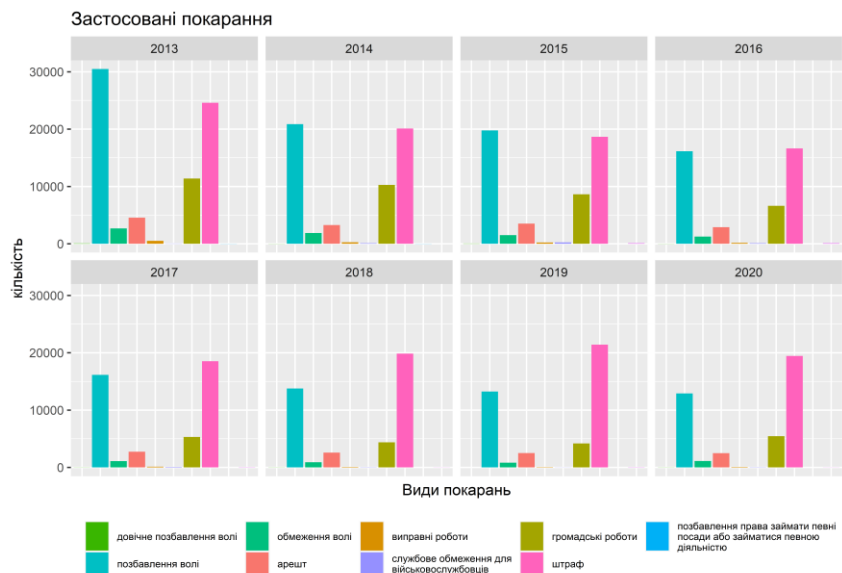 Застосовані покарання
2013
2014
2015
2016
30000
20000
10000
0
2017
2018
2019
2020
30000
20000
10000
0
кількість
Види покарань
довічне позбавлення волі
обмеження волі
виправні роботи
громадські роботи
позбавлення права займати певні
посади або займатися певною
діяльністю
позбавлення волі
арешт
службове обмеження для
військовослужбовців
штраф